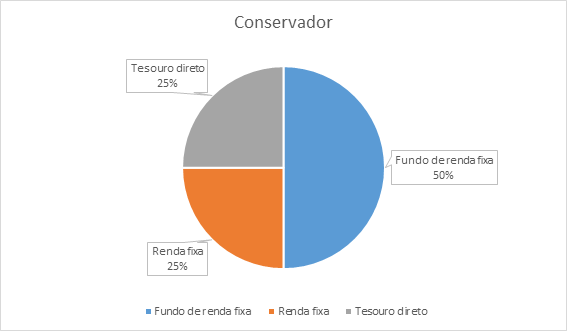 Conservador
Tesouro direto
25%
Fundo de renda fixa
50%
Renda fixa
25%
Fundo de renda fixa
Renda fixa
Tesouro direto